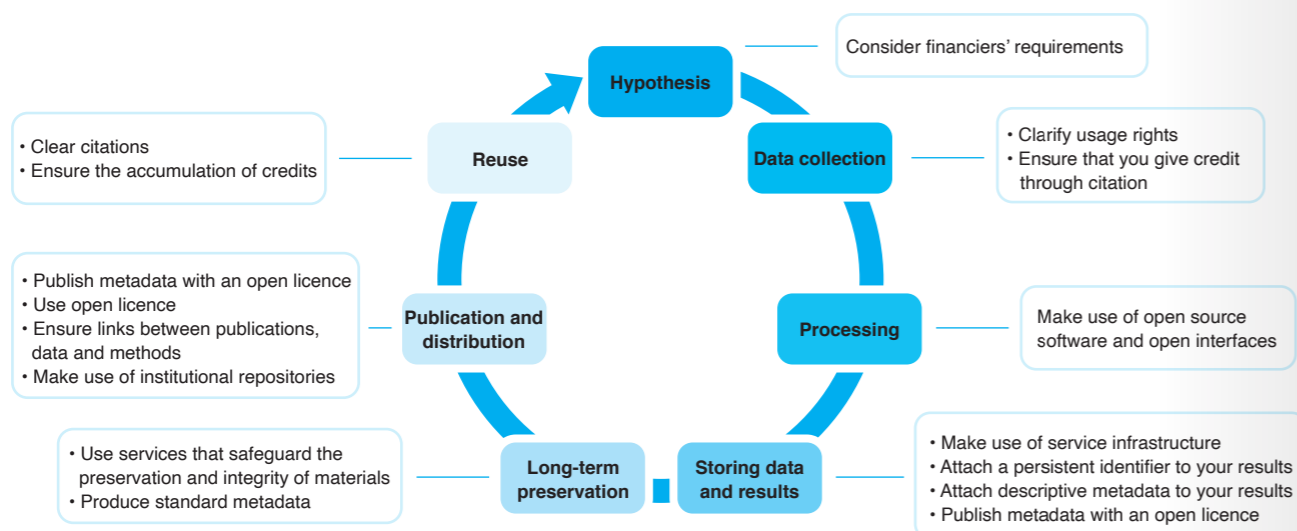 Hypothesis
Consider financiers’ requirements
Data collection
• Clarify usage rights
• Ensure that you give credit
through citation
Processing
Make use of open source
software and open interfaces
Storing data
and results
• Make use of service infrastructure
• Attach a persistent identifier to your results
• Attach descriptive metadata to your results
• Publish metadata with an open licence
Long-term
preservation
• Use services that safeguard the
preservation and integrity of materials
• Produce standard metadata
Publication and
distribution
• Publish metadata with an open licence
• Use open licence
• Ensure links between publications,
data and methods
• Make use of institutional repositories
Reuse
• Clear citations
• Ensure the accumulation of credits